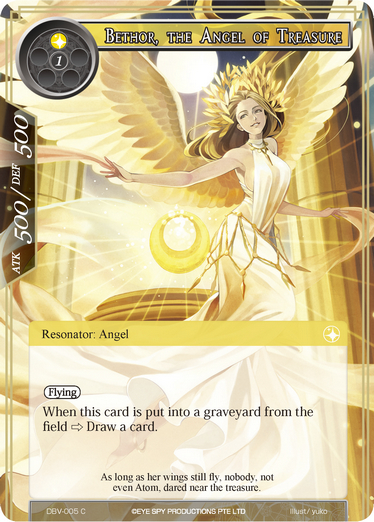 1
Bethor, the Angel of Treasure
ATK 500 / DEF 500
Resonator: Angel
Flying
When this card is put into a graveyard from the
field ⇨ Draw a card.
As long as her wings still fly, nobody, not
even Atom, dared near the treasure.
DBV-005 C ©EYE SPY PRODUCTIONS PTE LTD Illust/ yuko